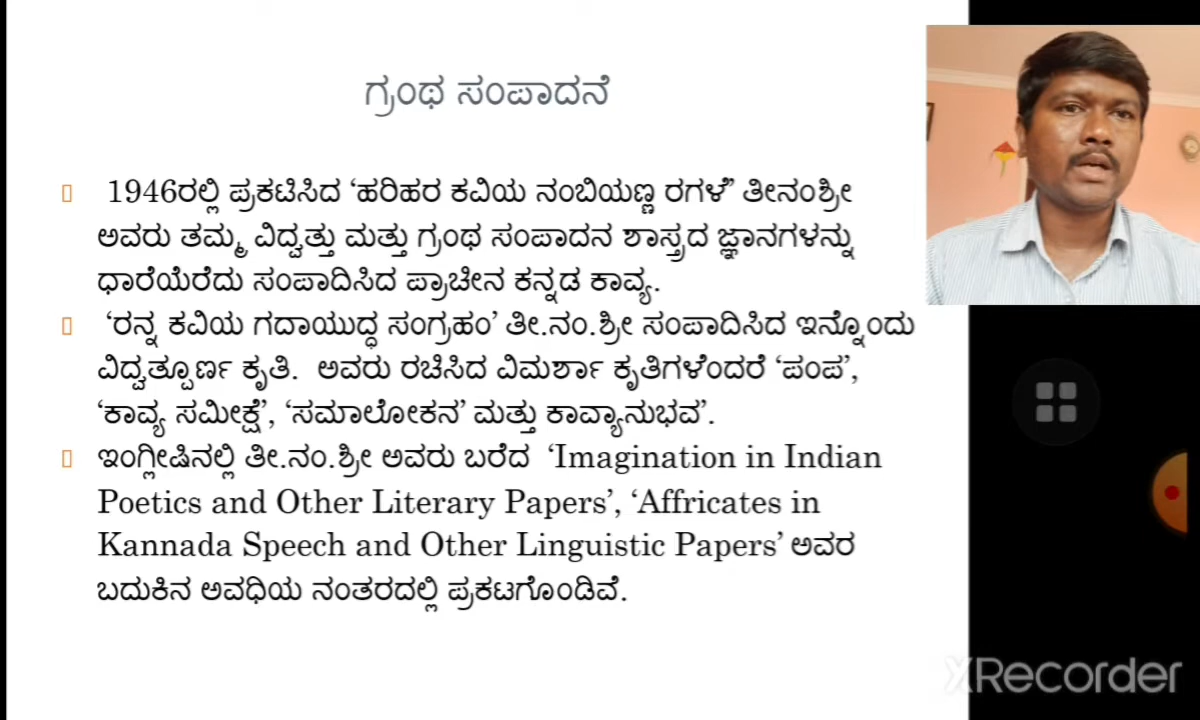 ಗ್ರಂಥ ಸಂಪಾದನೆ
1946ರಲ್ಲಿ ಪ್ರಕಟಿಸಿದ ‘ಹರಿಹರ ಕವಿಯ ನಂಬಿಯಣ್ಣ ರಗಳೆ” ತೀನಂಶ್ರೀ
ಅವರು ತಮ್ಮ ವಿದ್ವತ್ತು ಮತ್ತು ಗ್ರಂಥ ಸಂಪಾದನ ಶಾಸ್ತ್ರದ ಜ್ಞಾನಗಳನ್ನು
ಧಾರೆಯೆರೆದು ಸಂಪಾದಿಸಿದ ಪ್ರಾಚೀನ ಕನ್ನಡ ಕಾವ್ಯ.
‘ರನ್ನ ಕವಿಯ ಗದಾಯುದ್ಧ ಸಂಗ್ರಹಂ’ ತೀ.ನಂ.ಶ್ರೀ ಸಂಪಾದಿಸಿದ ಇನ್ನೊಂದು
ವಿದ್ವತ್ಪೂರ್ಣ ಕೃತಿ. ಅವರು ರಚಿಸಿದ ವಿಮರ್ಶಾ ಕೃತಿಗಳೆಂದರೆ ‘ಪಂಪ’,
‘ಕಾವ್ಯ ಸಮೀಕ್ಷೆ’, ‘ಸಮಾಲೋಕನ’ ಮತ್ತು ಕಾವ್ಯಾನುಭವ’.
ಇಂಗ್ಲೀಷಿನಲ್ಲಿ ತೀ.ನಂ.ಶ್ರೀ ಅವರು ಬರೆದ ‘Imagination in Indian
Poetics and Other Literary Papers’, ‘Affricates in
Kannada Speech and Other Linguistic Papers’ ಅವರ
ಬದುಕಿನ ಅವಧಿಯ ನಂತರದಲ್ಲಿ ಪ್ರಕಟಗೊಂಡಿವೆ.
XRecorder